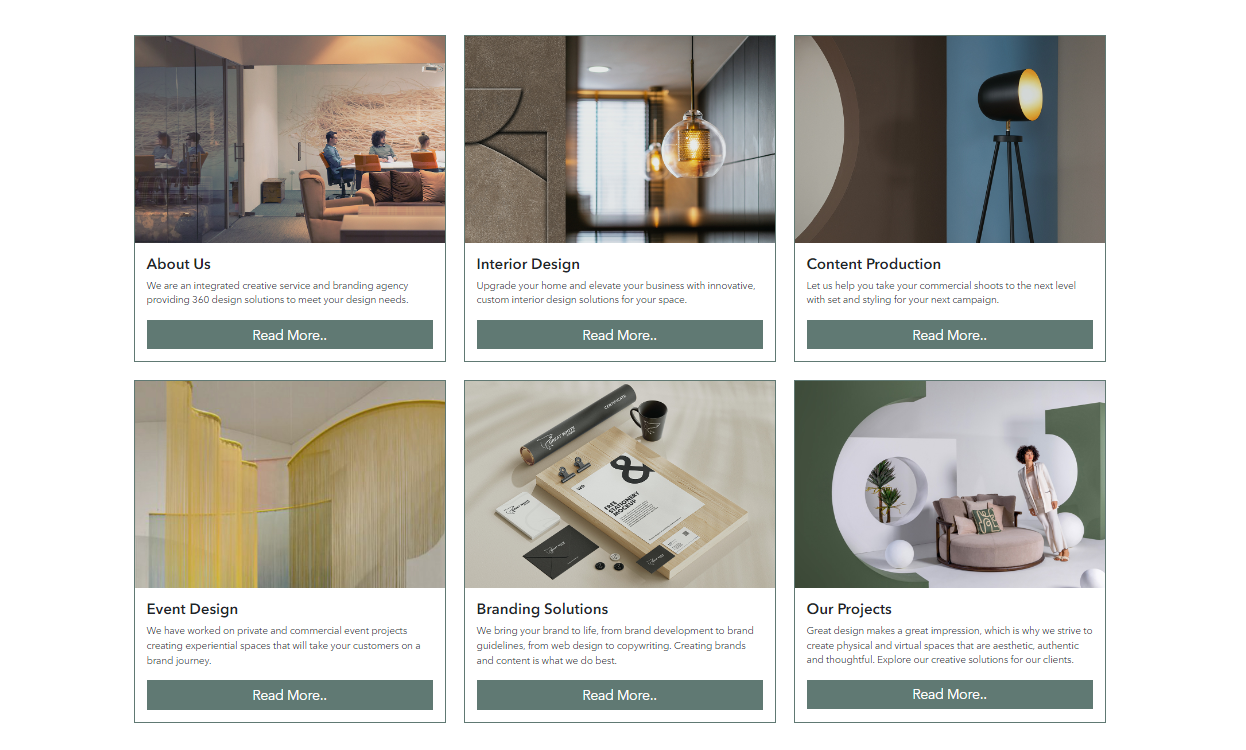 About Us
We are an integrated creative service and branding agency
providing 360 design solutions to meet your design needs.
Read More..
Interior Design
Upgrade your home and elevate your business with innovative,
custom interior design solutions for your space.
Read More..
Content Production
Let us help you take your commercial shoots to the next level
with set and styling for your next campaign.
Read More..
Event Design
We have worked on private and commercial event projects
creating experiential spaces that will take your customers on a
brand journey.
Read More..
CERTIFICATE
&
FREE
STATIONERY
MOCKUP
Branding Solutions
We bring your brand to life, from brand development to brand
guidelines, from web design to copywriting. Creating brands
and content is what we do best.
Read More..
Our Projects
Great design makes a great impression, which is why we strive to
create physical and virtual spaces that are aesthetic, authentic
and thoughtful. Explore our creative solutions for our clients.
Read More..